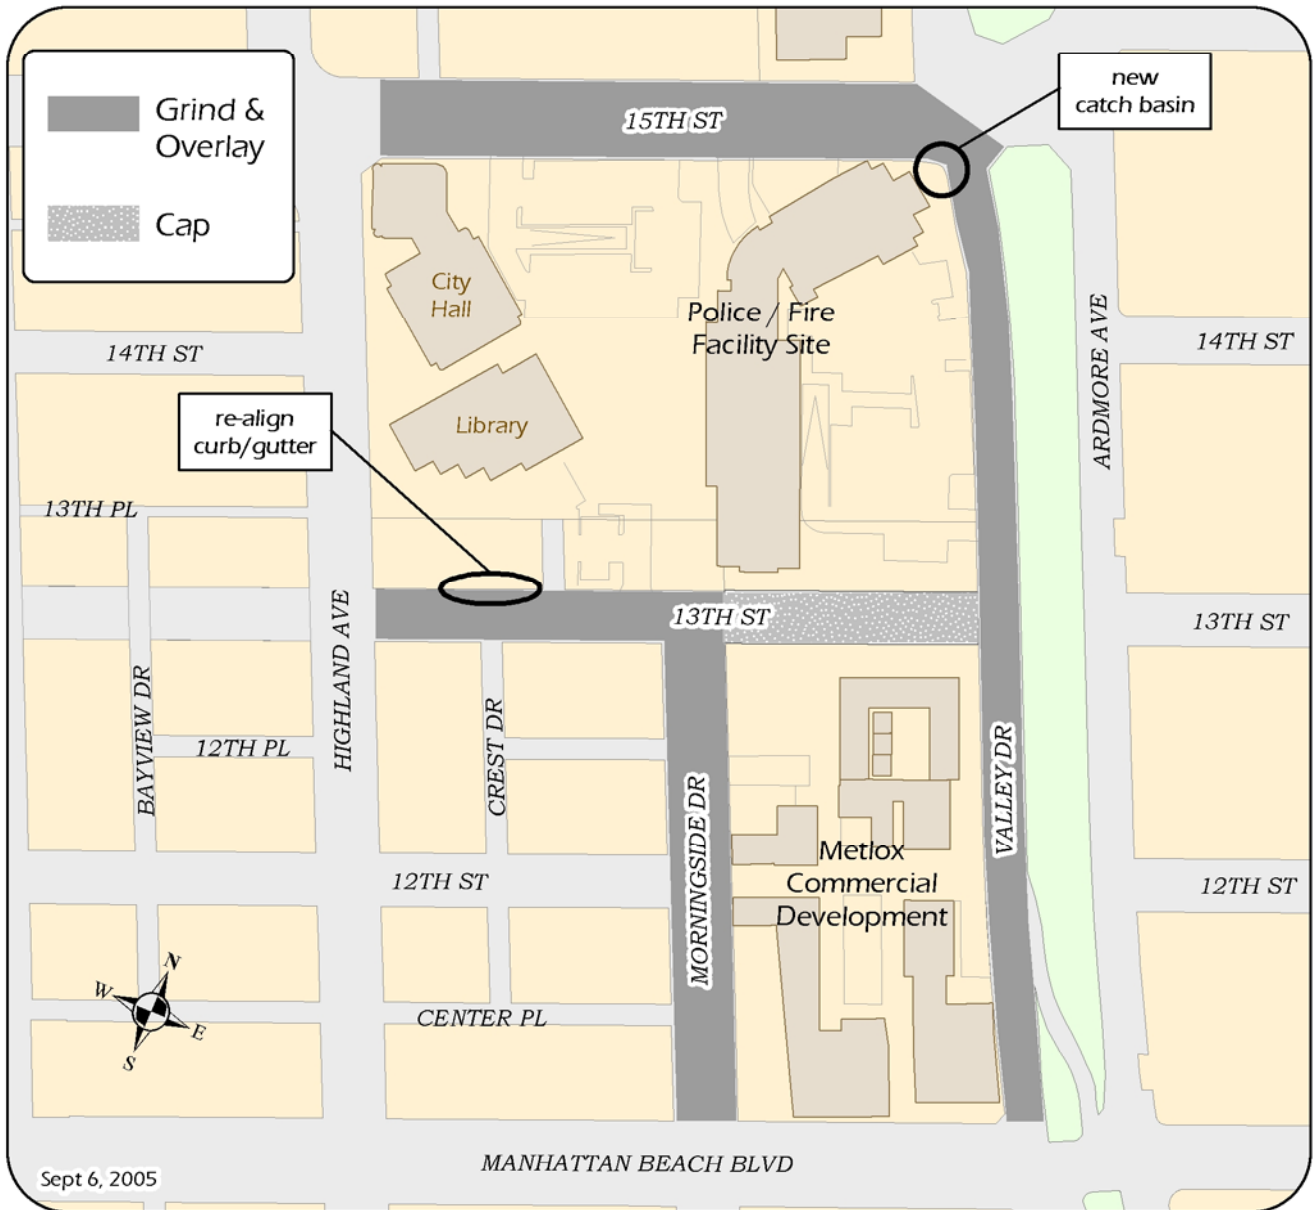 Grind &
Overlay
Cap
new
catch basin
15TH ST
City
Hall
Police / Fire
Facility Site
14TH ST
ARDMORE AVE
14TH ST
re-align
curb/gutter
Library
13TH PL
13TH ST
13TH ST
HIGHLAND AVE
BAYVIEW DR
12TH PL
CREST DR
MORNINGSIDE DR
VALLEY DR
Metlox
Commercial
Development
12TH ST
12TH ST
N
W
E
S
CENTER PL
MANHATTAN BEACH BLVD
Sept 6, 2005